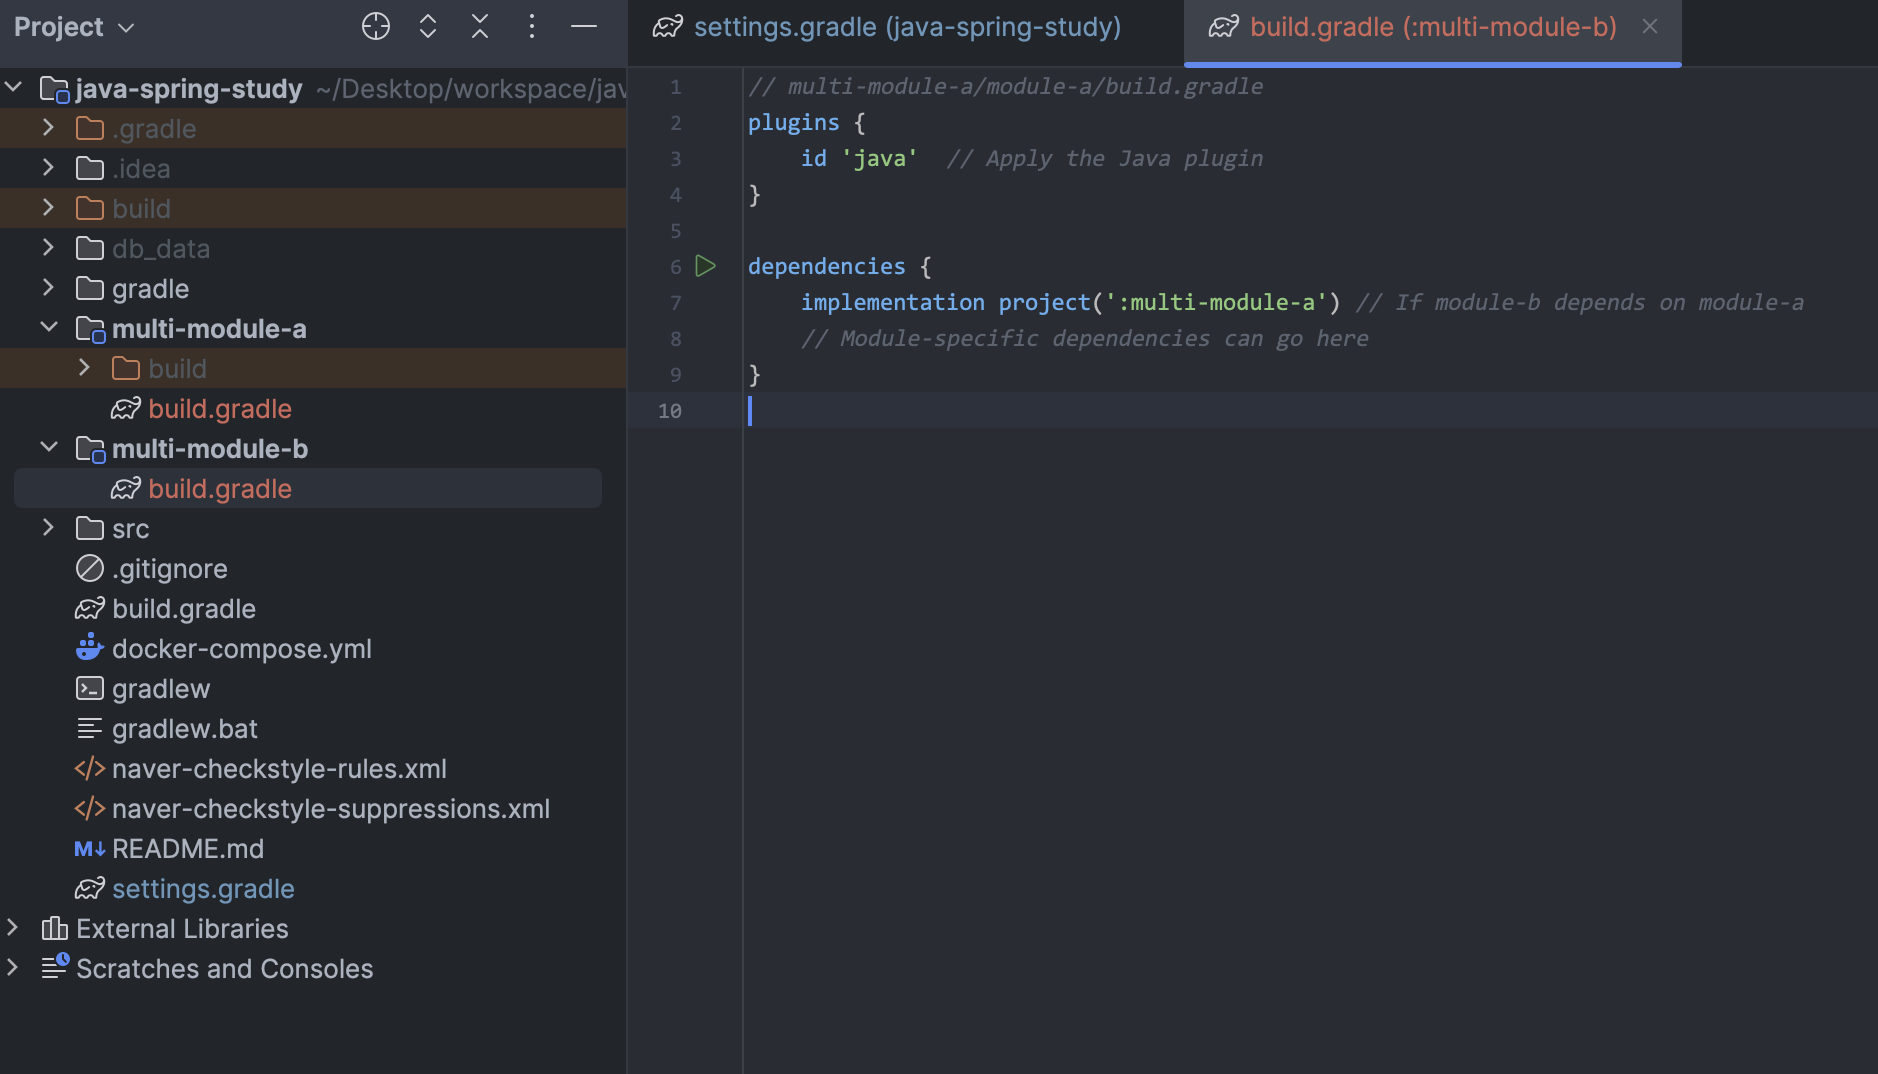 Project
java-spring-study ~/Desktop/workspace/jav
.gradle
.idea
build
db_data
gradle
multi-module-a
build
build.gradle
multi-module-b
build.gradle
src
.gitignore
build.gradle
docker-compose.yml
gradlew
gradlew.bat
naver-checkstyle-rules.xml
naver-checkstyle-suppressions.xml
M↓ README.md
settings.gradle
External Libraries
Scratches and Consoles
settings.gradle (java-spring-study)
build.gradle (:multi-module-b)
1 // multi-module-a/module-a/build.gradle
2 plugins {
3     id 'java'  // Apply the Java plugin
4 }
5
6 dependencies {
7     implementation project(':multi-module-a') // If module-b depends on module-a
8     // Module-specific dependencies can go here
9 }
10